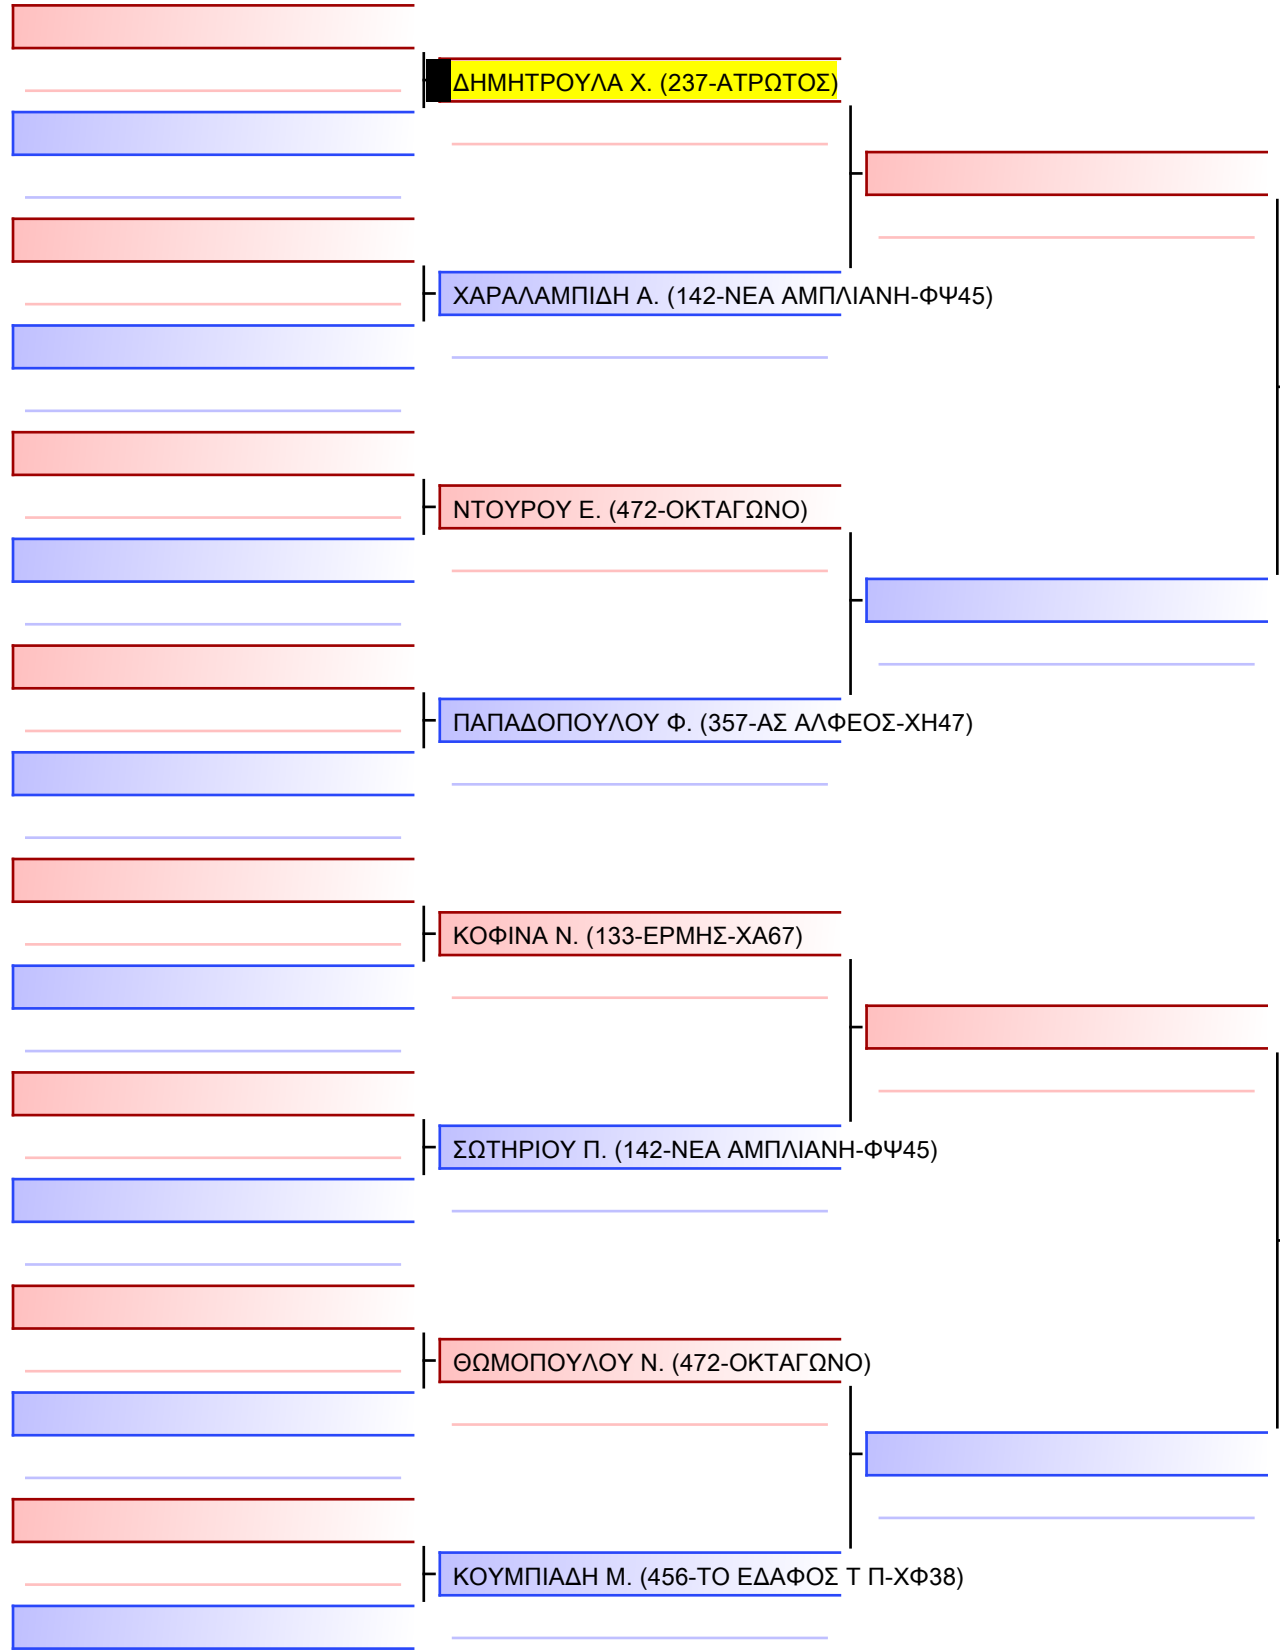 ΔΗΜΗΤΡΟΥΛΑ Χ. (237-ΑΤΡΩΤΟΣ)
ΧΑΡΑΛΑΜΠΙΔΗ Α. (142-ΝΕΑ ΑΜΠΛΙΑΝΗ-ΦΨ45)
ΝΤΟΥΡΟΥ Ε. (472-ΟΚΤΑΓΩΝΟ)
ΠΑΠΑΔΟΠΟΥΛΟΥ Φ. (357-ΑΣ ΑΛΦΕΟΣ-ΧΗ47)
ΚΟΦΙΝΑ Ν. (133-ΕΡΜΗΣ-ΧΑ67)
ΣΩΤΗΡΙΟΥ Π. (142-ΝΕΑ ΑΜΠΛΙΑΝΗ-ΦΨ45)
ΘΩΜΟΠΟΥΛΟΥ Ν. (472-ΟΚΤΑΓΩΝΟ)
ΚΟΥΜΠΙΑΔΗ Μ. (456-ΤΟ ΕΔΑΦΟΣ Τ Π-ΧΦ38)